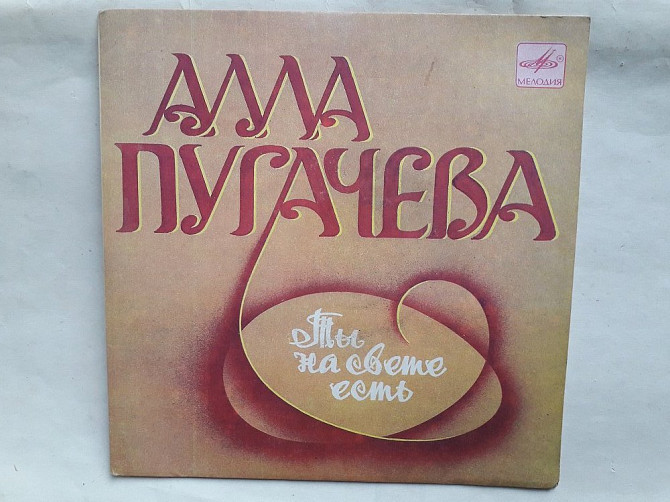 АЛЛА
ПУГАЧЕВА
МЕЛОДИЯ
Ты
на свете
есть